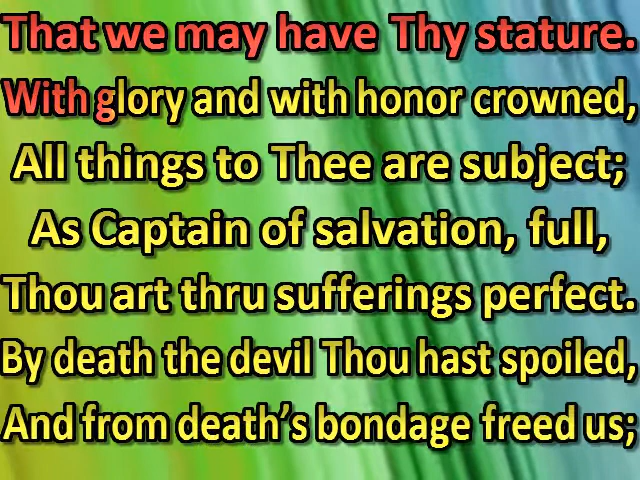 That we may have Thy stature.
With glory and with honor crowned,
All things to Thee are subject;
As Captain of salvation, full,
Thou art thru sufferings perfect.
By death the devil Thou hast spoiled,
And from death's bondage freed us;